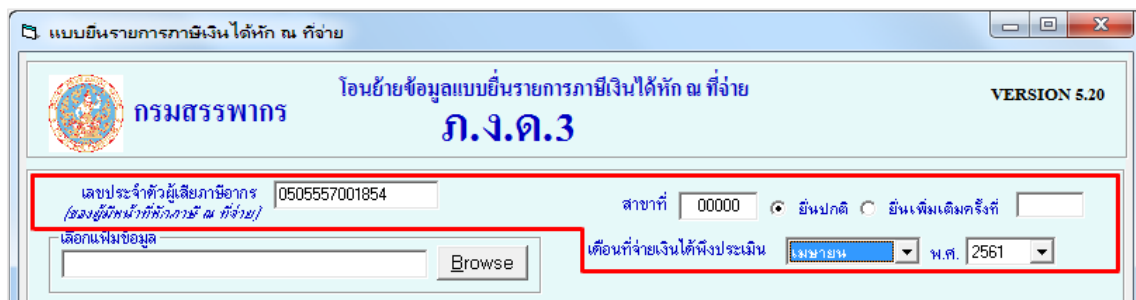 แบบยื่นรายการภาษีเงินได้หัก ณ ที่จ่าย
โอนย้ายข้อมูลแบบยื่นรายการภาษีเงินได้หัก ณ ที่จ่าย
กรมสรรพากร
VERSION 5.20
ภ.ง.ด.3
เลขประจำตัวผู้เสียภาษีอากร 0505557001854
(ของผู้มีหน้าที่หักภาษี ณ ที่จ่าย)
สาขาที่ 00000 ยื่นปกติ ยื่นเพิ่มเติมครั้งที่
เลือกแฟ้มข้อมูล
Browse
เดือนที่จ่ายเงินได้พึงประเมิน เมษายน พ.ศ. 2561